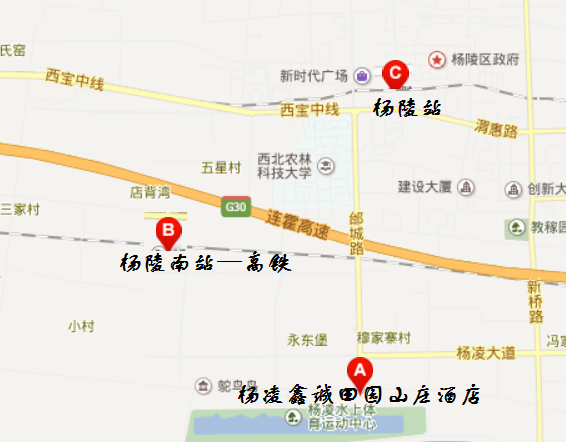 氏窑
西宝中线
新时代广场
C
杨陵区政府
西宝中线
杨陵站
渭惠路
五星村
西北农林
科技大学
店背湾
建设大厦
创新大
三家村
G30
连霍高速
邰城路
教稼园
B
杨陵南站—高铁
新桥路
小村
永东堡
穆家寨村
冯家
杨凌大道
A
鸵鸟
杨凌鑫诚田园山庄酒店
杨凌水上体
育运动中心